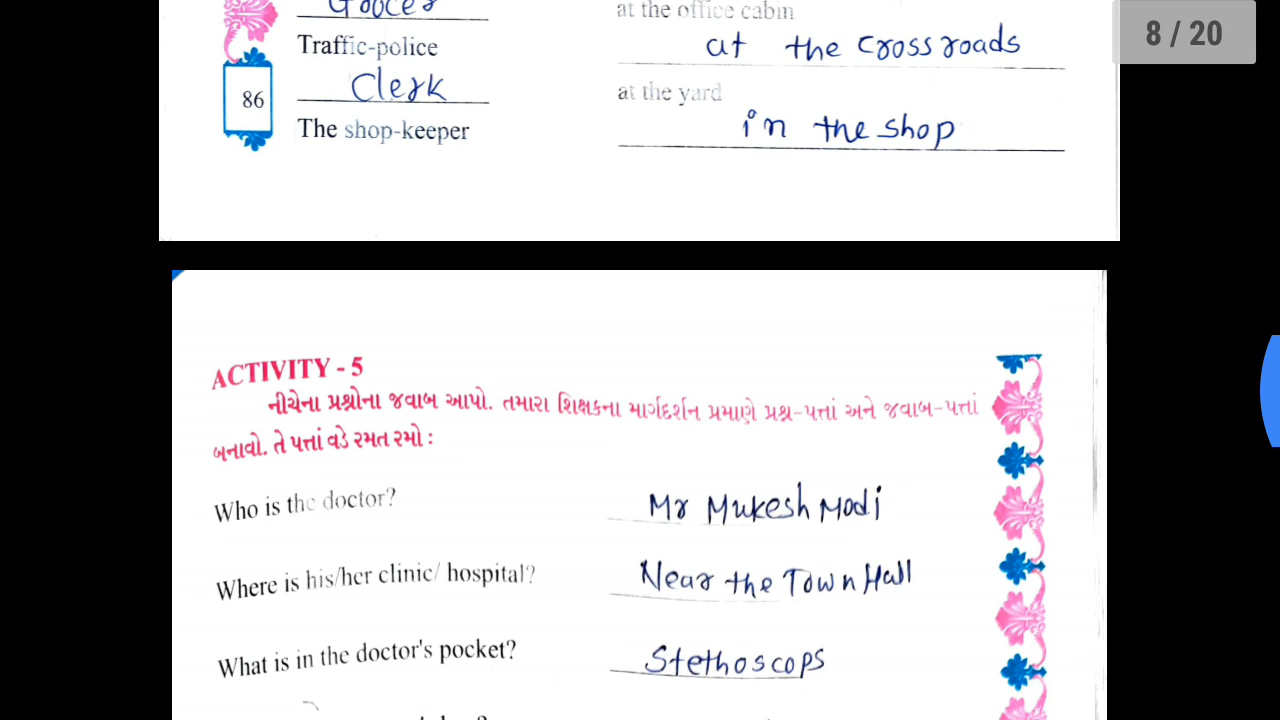 at the office cabin
8 / 20
Traffic-police
at the Crossroads
86
Clerk
at the yard
The shop-keeper
in the shop
ACTIVITY - 5
નીચેના પ્રશ્નોના જવાબ આપો. તમારા શિક્ષકના માર્ગદર્શન પ્રમાણે પ્રશ્ન-પત્તાં અને જવાબ-પત્તાં
બનાવો. તે પત્તાં વડે રમત રમો :
Who is the doctor?
Mr Mukesh Modi
Where is his/her clinic/ hospital?
Near the Town Hall
What is in the doctor's pocket?
Stethoscops